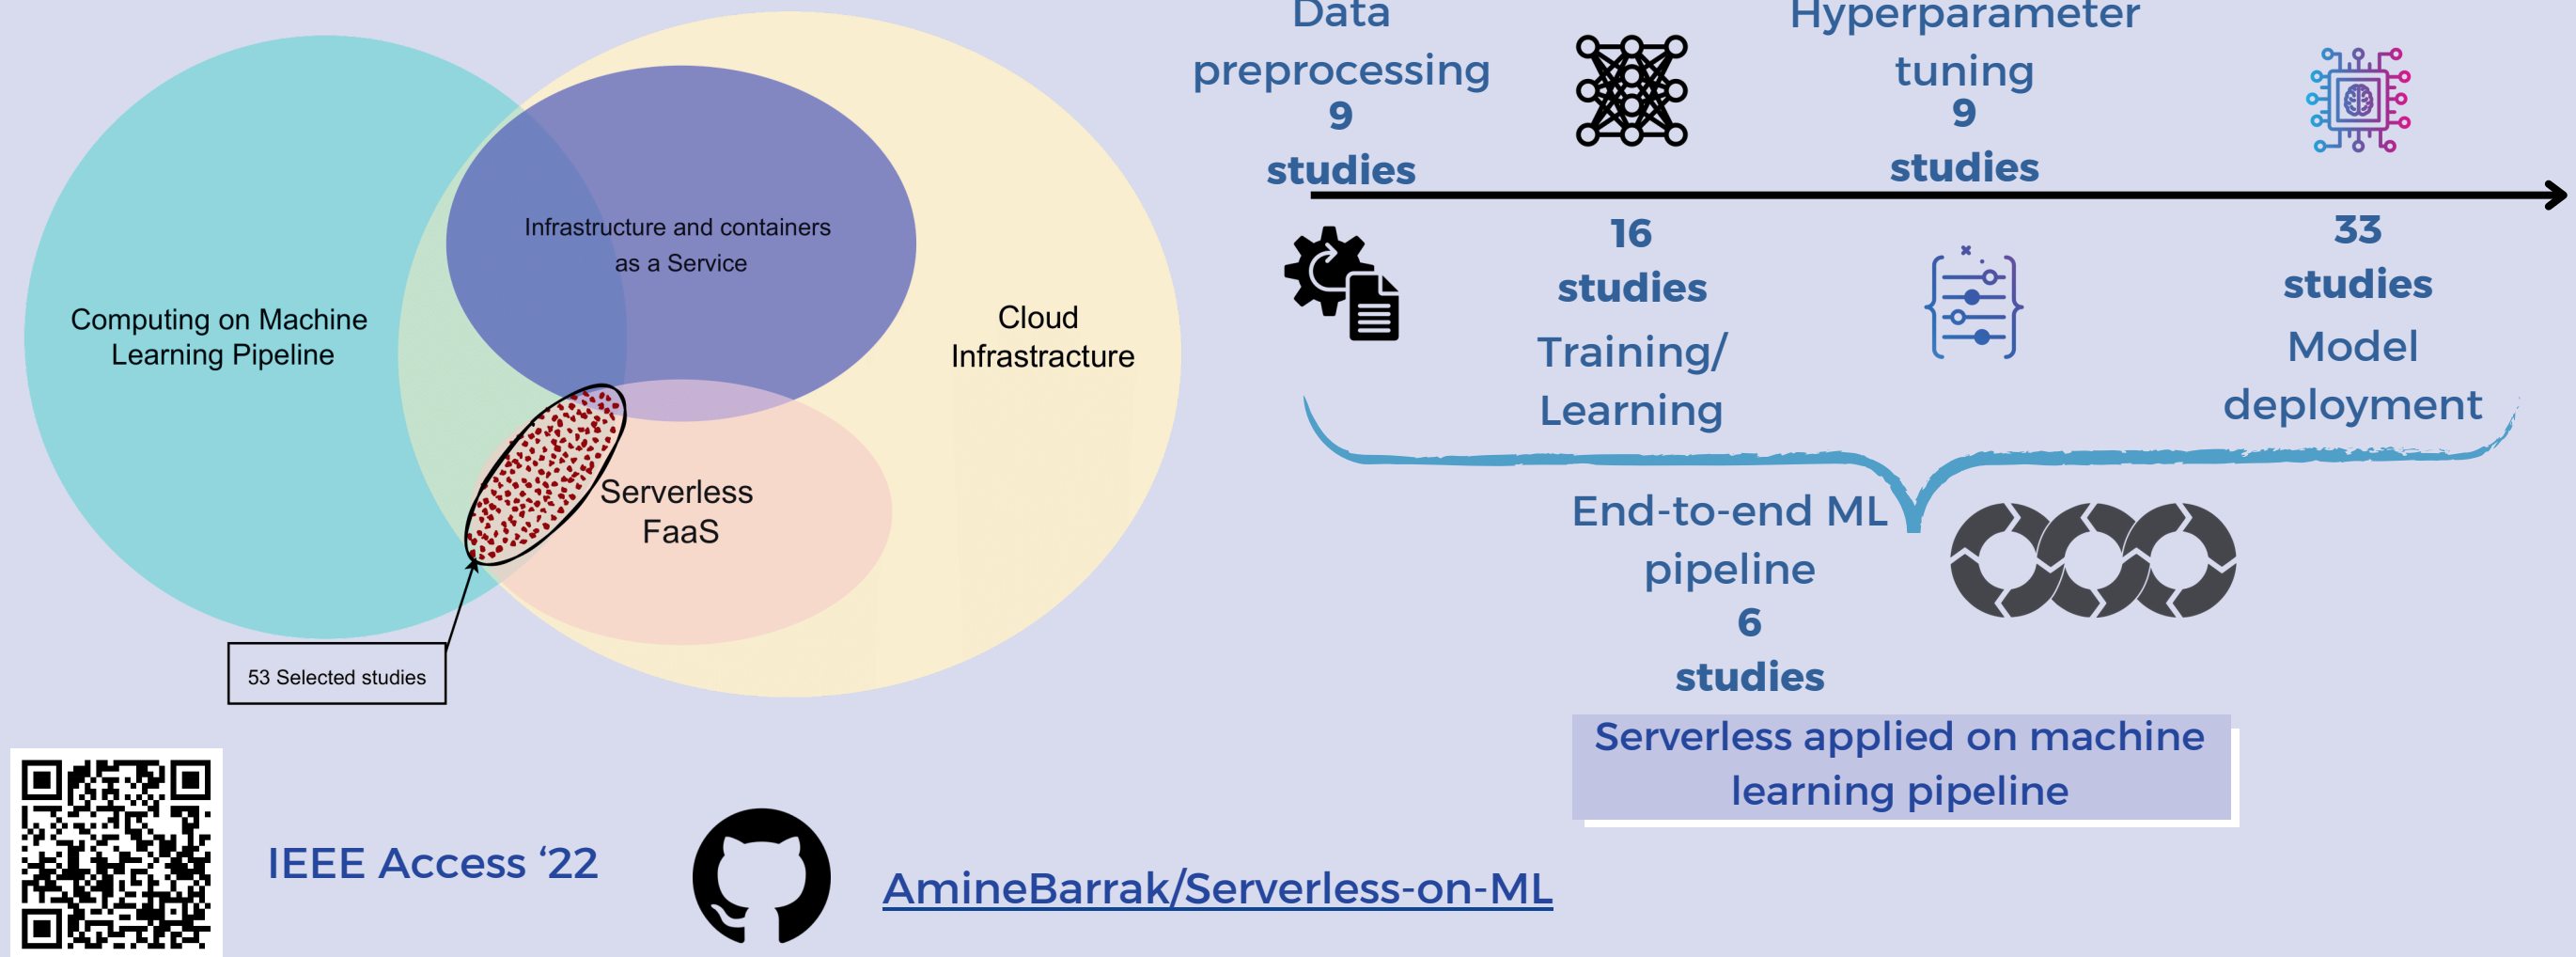 Computing on Machine
Learning Pipeline
Infrastructure and containers
as a Service
Cloud
Infrastracture
Serverless
FaaS
53 Selected studies
Data
preprocessing
9
studies
16
studies
Training/
Learning
Hyperparameter
tuning
9
studies
33
studies
Model
deployment
End-to-end ML
pipeline
6
studies
Serverless applied on machine
learning pipeline
IEEE Access ‘22
AmineBarrak/Serverless-on-ML